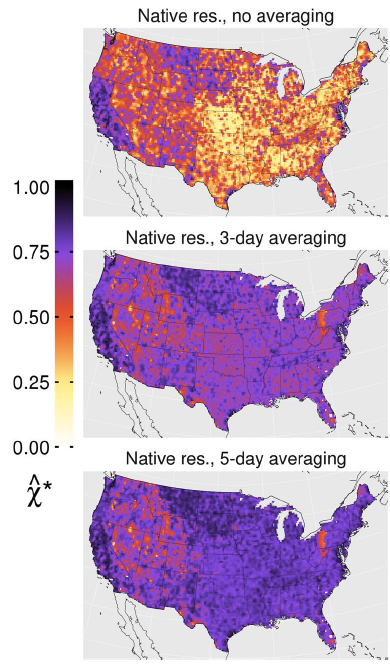 Native res., no averaging
1.00
0.75
0.50
0.25
0.00
χ̂*
Native res., 3-day averaging
Native res., 5-day averaging